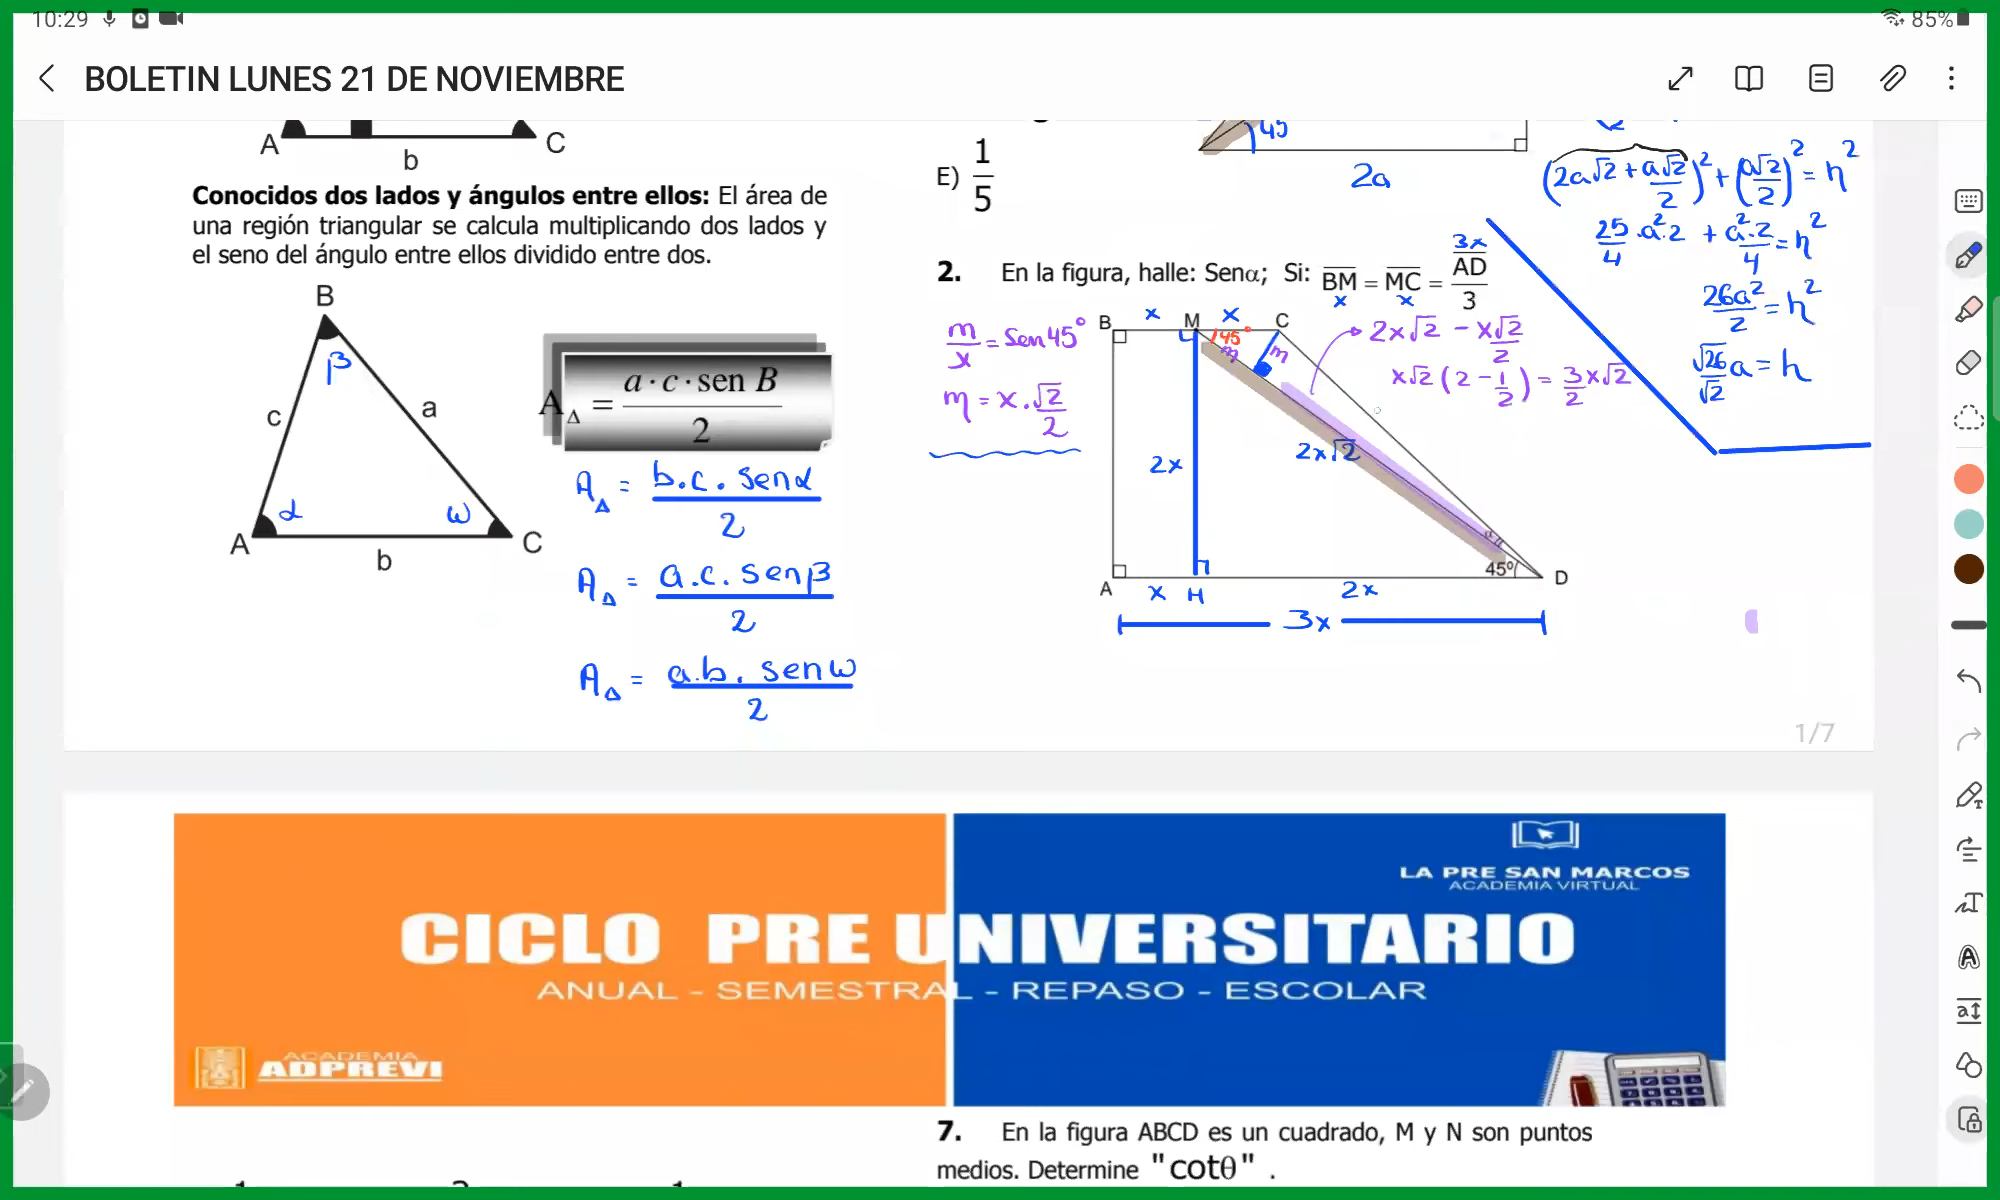 10:29
85%
BOLETIN LUNES 21 DE NOVIEMBRE
A
b
C
Conocidos dos lados y ángulos entre ellos: El área de
una región triangular se calcula multiplicando dos lados y
el seno del ángulo entre ellos dividido entre dos.
B
β
c
a
α
ω
A
b
C
A△ = a · c · sen B / 2
A△ = b.c. senα / 2
A△ = a.c. senβ / 2
A△ = a.b. senω / 2
E) 1/5
45
2a
(2a√2 + a√2/2)² + (a√2/2)² = h²
25/4 · a²·2 + a²·2/4 = h²
26a²/2 = h²
√26/√2 a = h
2. En la figura, halle: Senα; Si: BM = MC = AD/3
x
x
3x
m/x = Sen45°
m = x · √2/2
B
x
M
x
C
45°
m
m
2x√2 - x√2/2
x√2 (2 - 1/2) = 3/2 x√2
2x
2x√2
α
45º
A
x
H
2x
D
3x
1/7
LA PRE SAN MARCOS
ACADEMIA VIRTUAL
CICLO PRE UNIVERSITARIO
ANUAL - SEMESTRAL - REPASO - ESCOLAR
ACADEMIA
ADPREVI
7. En la figura ABCD es un cuadrado, M y N son puntos
medios. Determine "cotθ" .